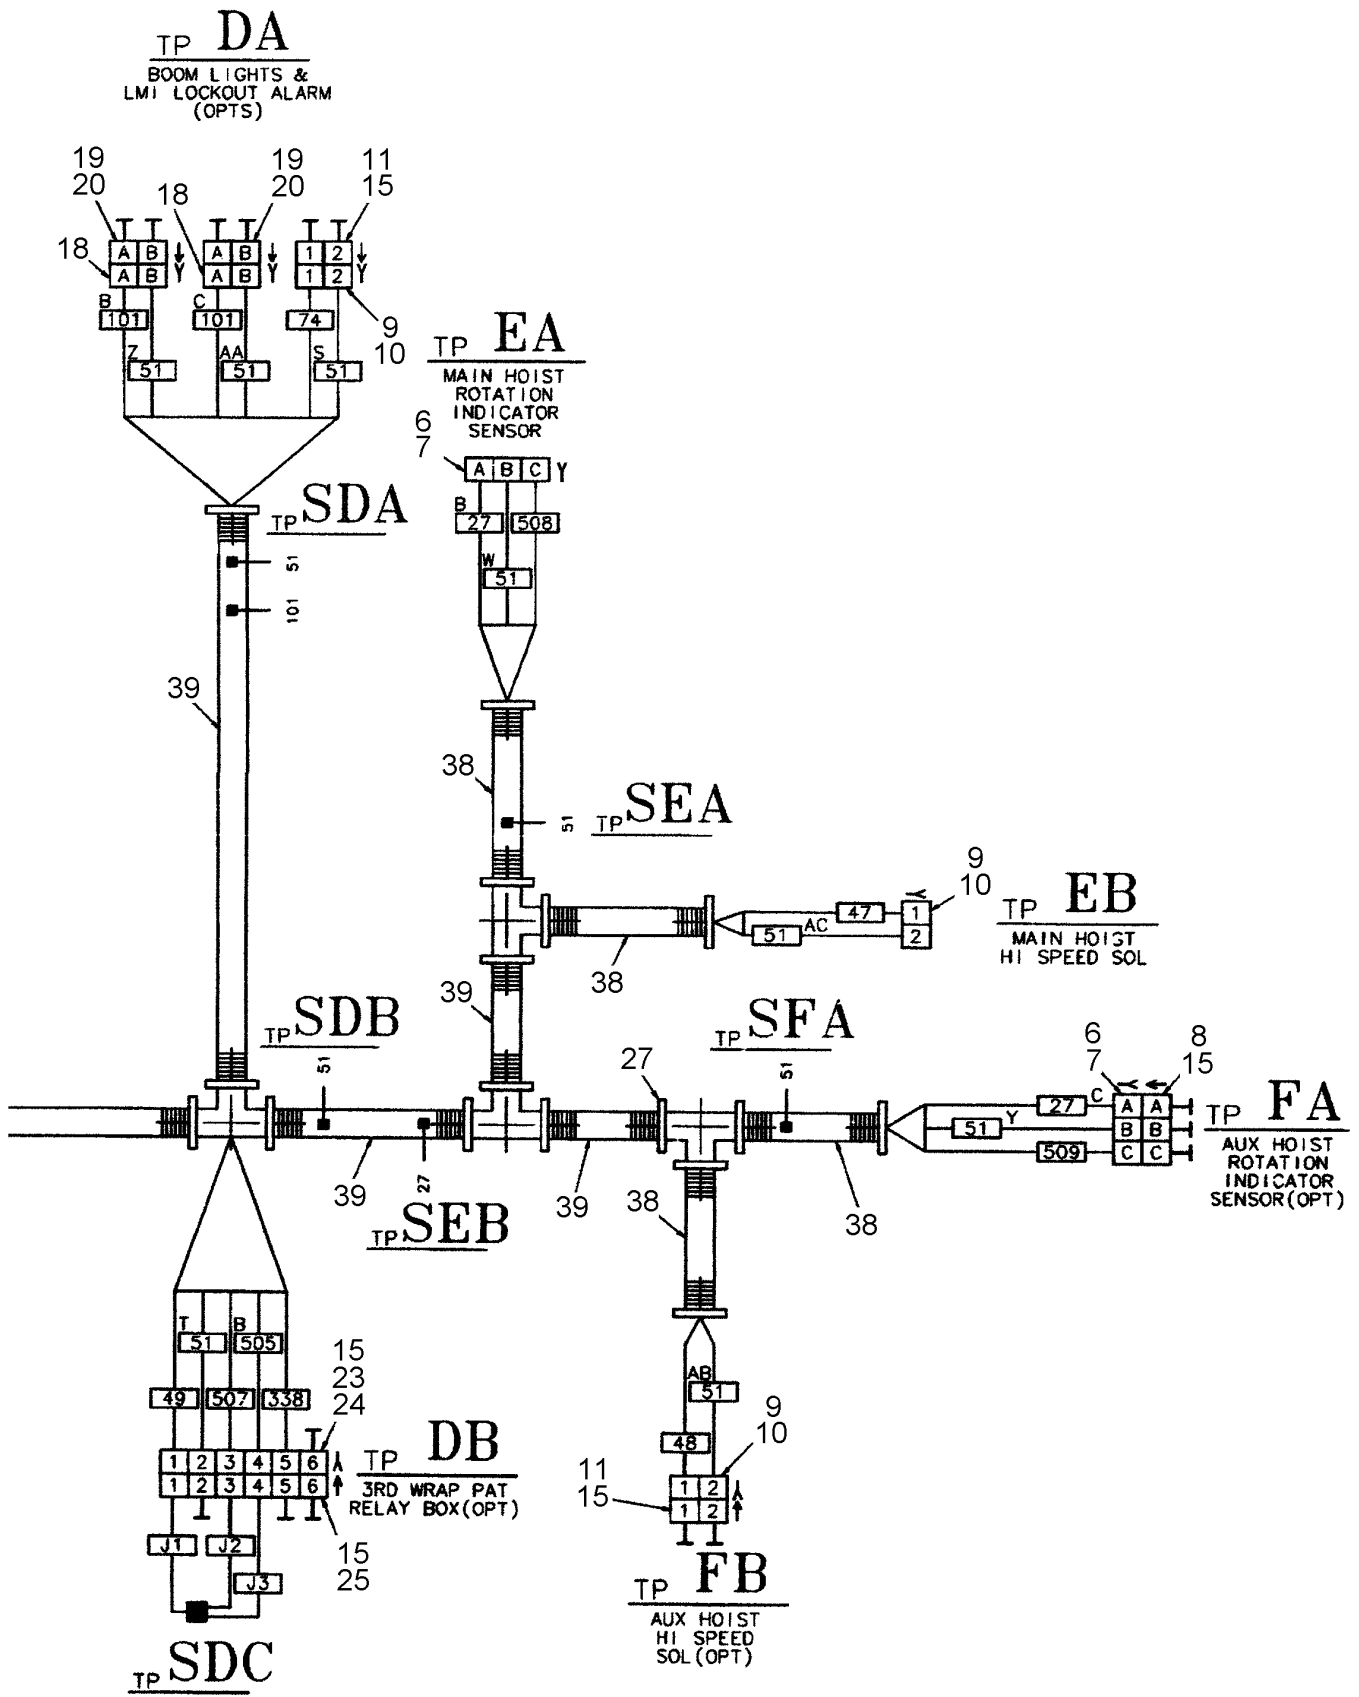 TP DA
BOOM LIGHTS &
LMI LOCKOUT ALARM
(OPTS)
19
20
18
19
20
11
15
18
A B
A B
Y
A B
A B
Y
1 2
1 2
Y
B
101
C
101
74
9
10
Z
51
AA
51
S
51
TP EA
MAIN HOIST
ROTATION
INDICATOR
SENSOR
6
7
A B C Y
B
27
508
W
51
TP SDA
51
101
39
38
51
TP SEA
9
10
47
1
51
AC
2
TP EB
MAIN HOIST
HI SPEED SOL
38
39
TP SDB
51
27
TP SFA
51
6
7
8
15
C
27
A A
Y
51
B B
509
C C
TP FA
AUX HOIST
ROTATION
INDICATOR
SENSOR(OPT)
27
39
TP SEB
39
38
38
T
51
B
505
49
507
338
15
23
24
1 2 3 4 5 6
1 2 3 4 5 6
Y
TP DB
3RD WRAP PAT
RELAY BOX(OPT)
J1
J2
J3
15
25
TP SDC
AB
51
48
9
10
11
15
1 2
1 2
Y
TP FB
AUX HOIST
HI SPEED
SOL(OPT)